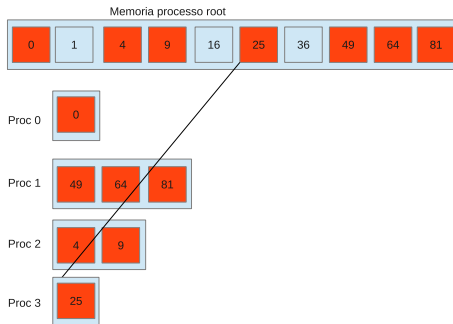 Memoria processo root
0 1 4 9 16 25 36 49 64 81
Proc 0 0
Proc 1 49 64 81
Proc 2 4 9
Proc 3 25